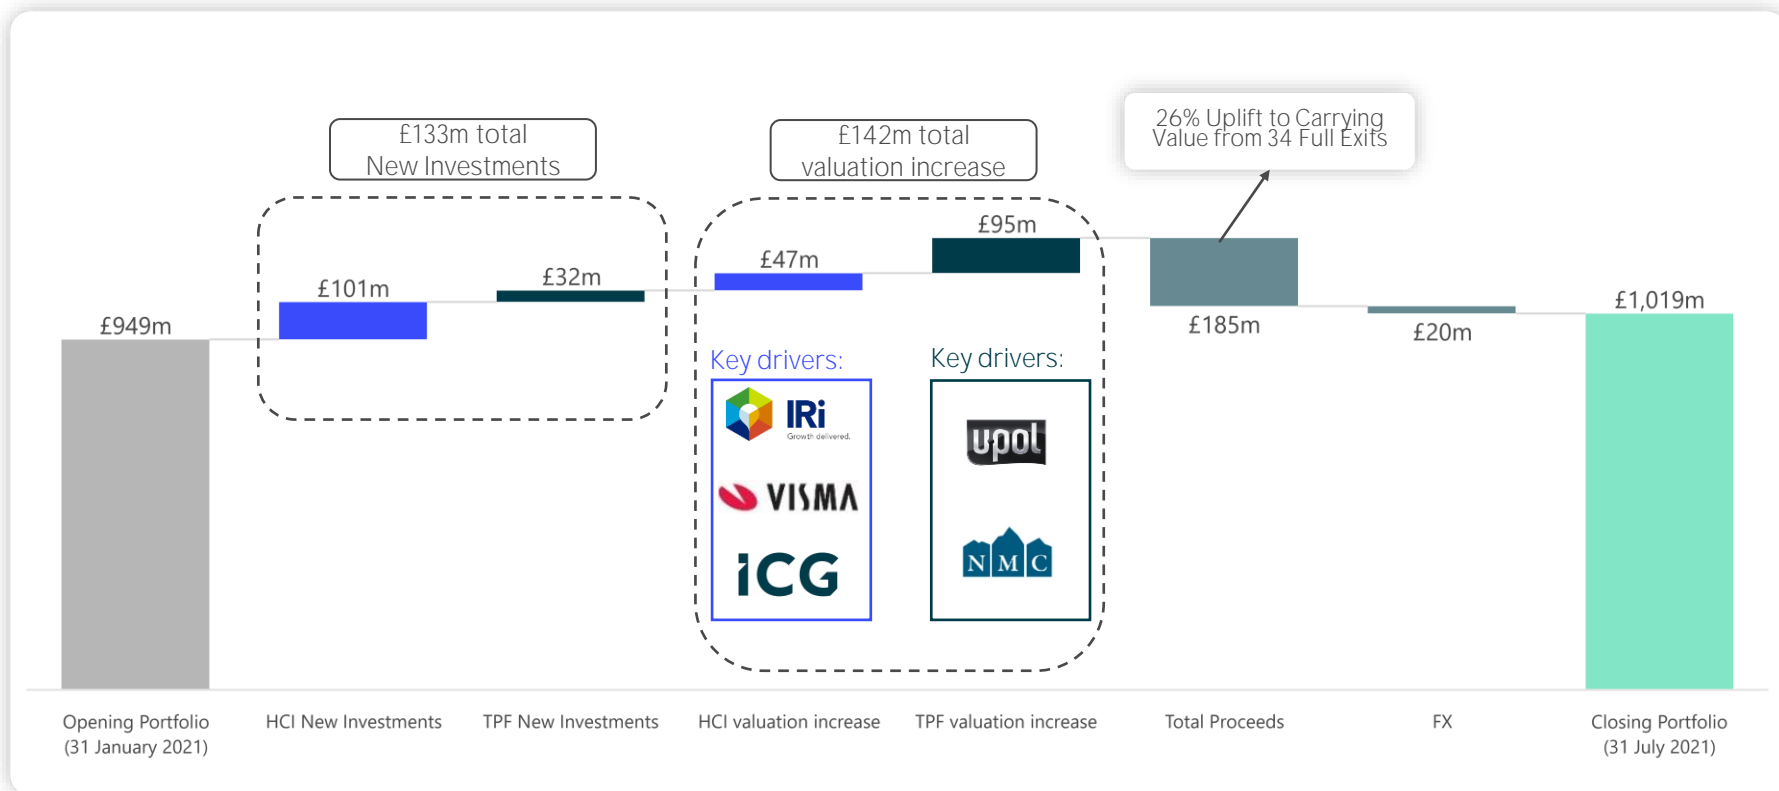 £133m total
New Investments
£142m total
valuation increase
26% Uplift to Carrying
Value from 34 Full Exits
£949m
£101m
£32m
£47m
£95m
£185m
£20m
£1,019m
Key drivers:
IRi
Growth delivered.
VISMA
iCG
Key drivers:
upol
NMC
Opening Portfolio
(31 January 2021)
HCI New Investments
TPF New Investments
HCI valuation increase
TPF valuation increase
Total Proceeds
FX
Closing Portfolio
(31 July 2021)